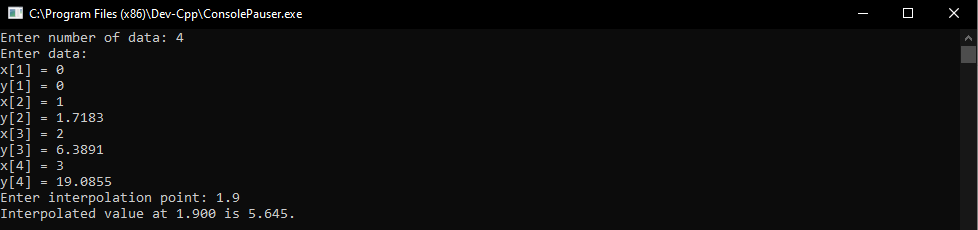 C:\Program Files (x86)\Dev-Cpp\ConsolePauser.exe
Enter number of data: 4
Enter data:
x[1] = 0
y[1] = 0
x[2] = 1
y[2] = 1.7183
x[3] = 2
y[3] = 6.3891
x[4] = 3
y[4] = 19.0855
Enter interpolation point: 1.9
Interpolated value at 1.900 is 5.645.